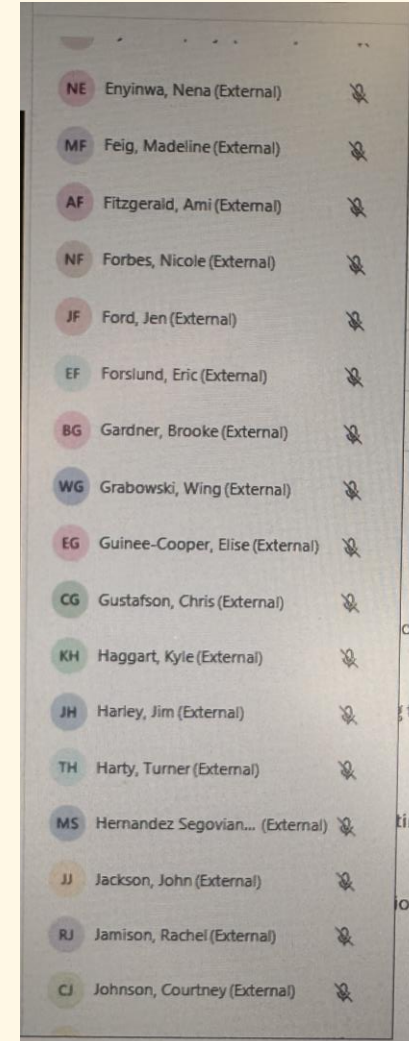 NE Enyinwa, Nena (External)
MF Feig, Madeline (External)
AF Fitzgerald, Ami (External)
NF Forbes, Nicole (External)
JF Ford, Jen (External)
EF Forslund, Eric (External)
BG Gardner, Brooke (External)
WG Grabowski, Wing (External)
EG Guinee-Cooper, Elise (External)
CG Gustafson, Chris (External)
KH Haggart, Kyle (External)
JH Harley, Jim (External)
TH Harty, Turner (External)
MS Hernandez Segovian... (External)
JJ Jackson, John (External)
RJ Jamison, Rachel (External)
CJ Johnson, Courtney (External)